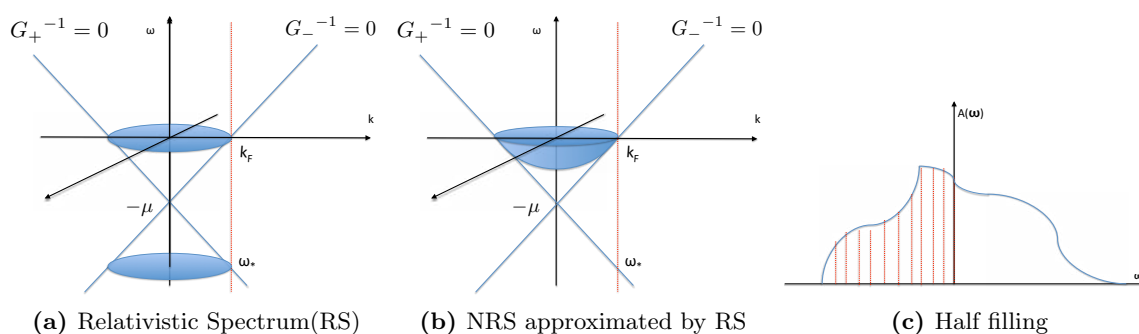 G₊⁻¹ = 0
ω
G₋⁻¹ = 0
k
k_F
−μ
ω*
(a) Relativistic Spectrum(RS)
G₊⁻¹ = 0
ω
G₋⁻¹ = 0
k
k_F
−μ
ω*
(b) NRS approximated by RS
A(ω)
(c) Half filling